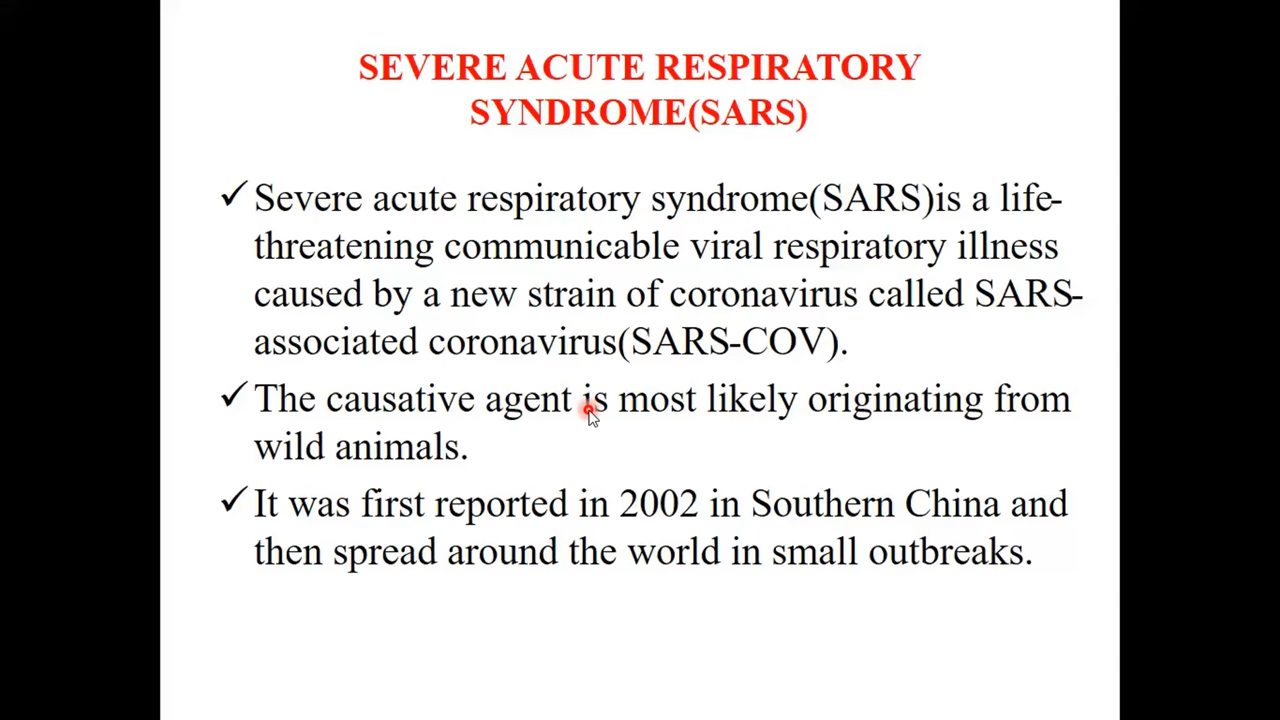 SEVERE ACUTE RESPIRATORY
SYNDROME(SARS)
✓ Severe acute respiratory syndrome(SARS)is a life-
threatening communicable viral respiratory illness
caused by a new strain of coronavirus called SARS-
associated coronavirus(SARS-COV).
✓ The causative agent is most likely originating from
wild animals.
✓ It was first reported in 2002 in Southern China and
then spread around the world in small outbreaks.